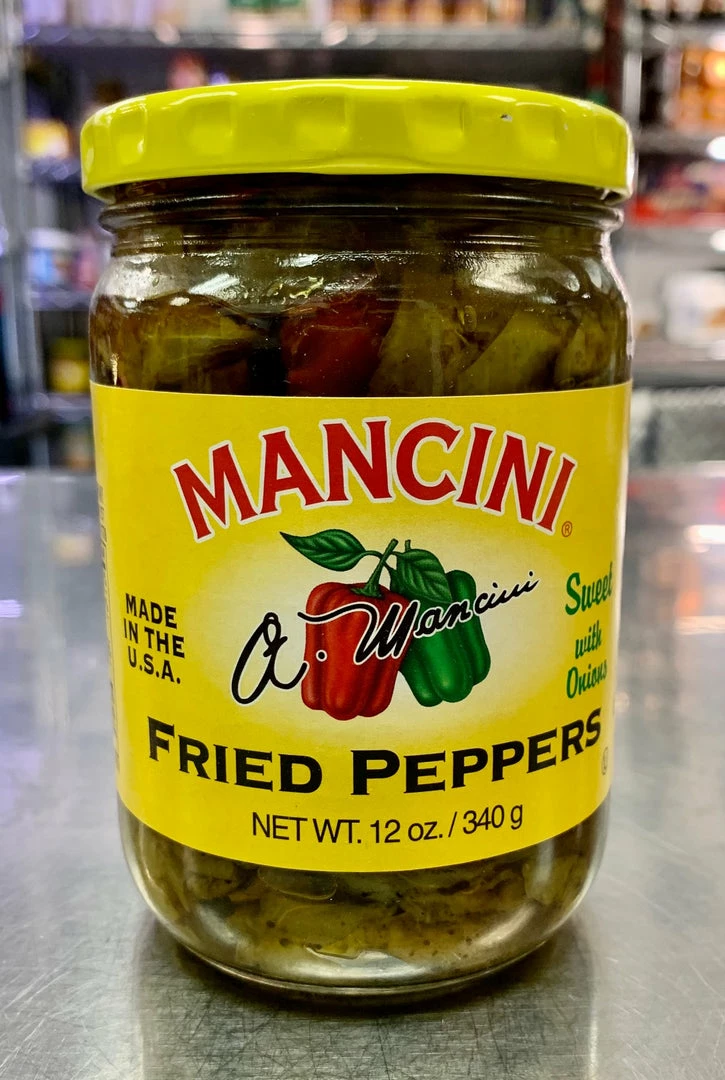 MANCINI®
A. Mancini
MADE
IN THE
U.S.A.
Sweet
with
Onions
FRIED PEPPERS
NET WT. 12 oz. / 340 g